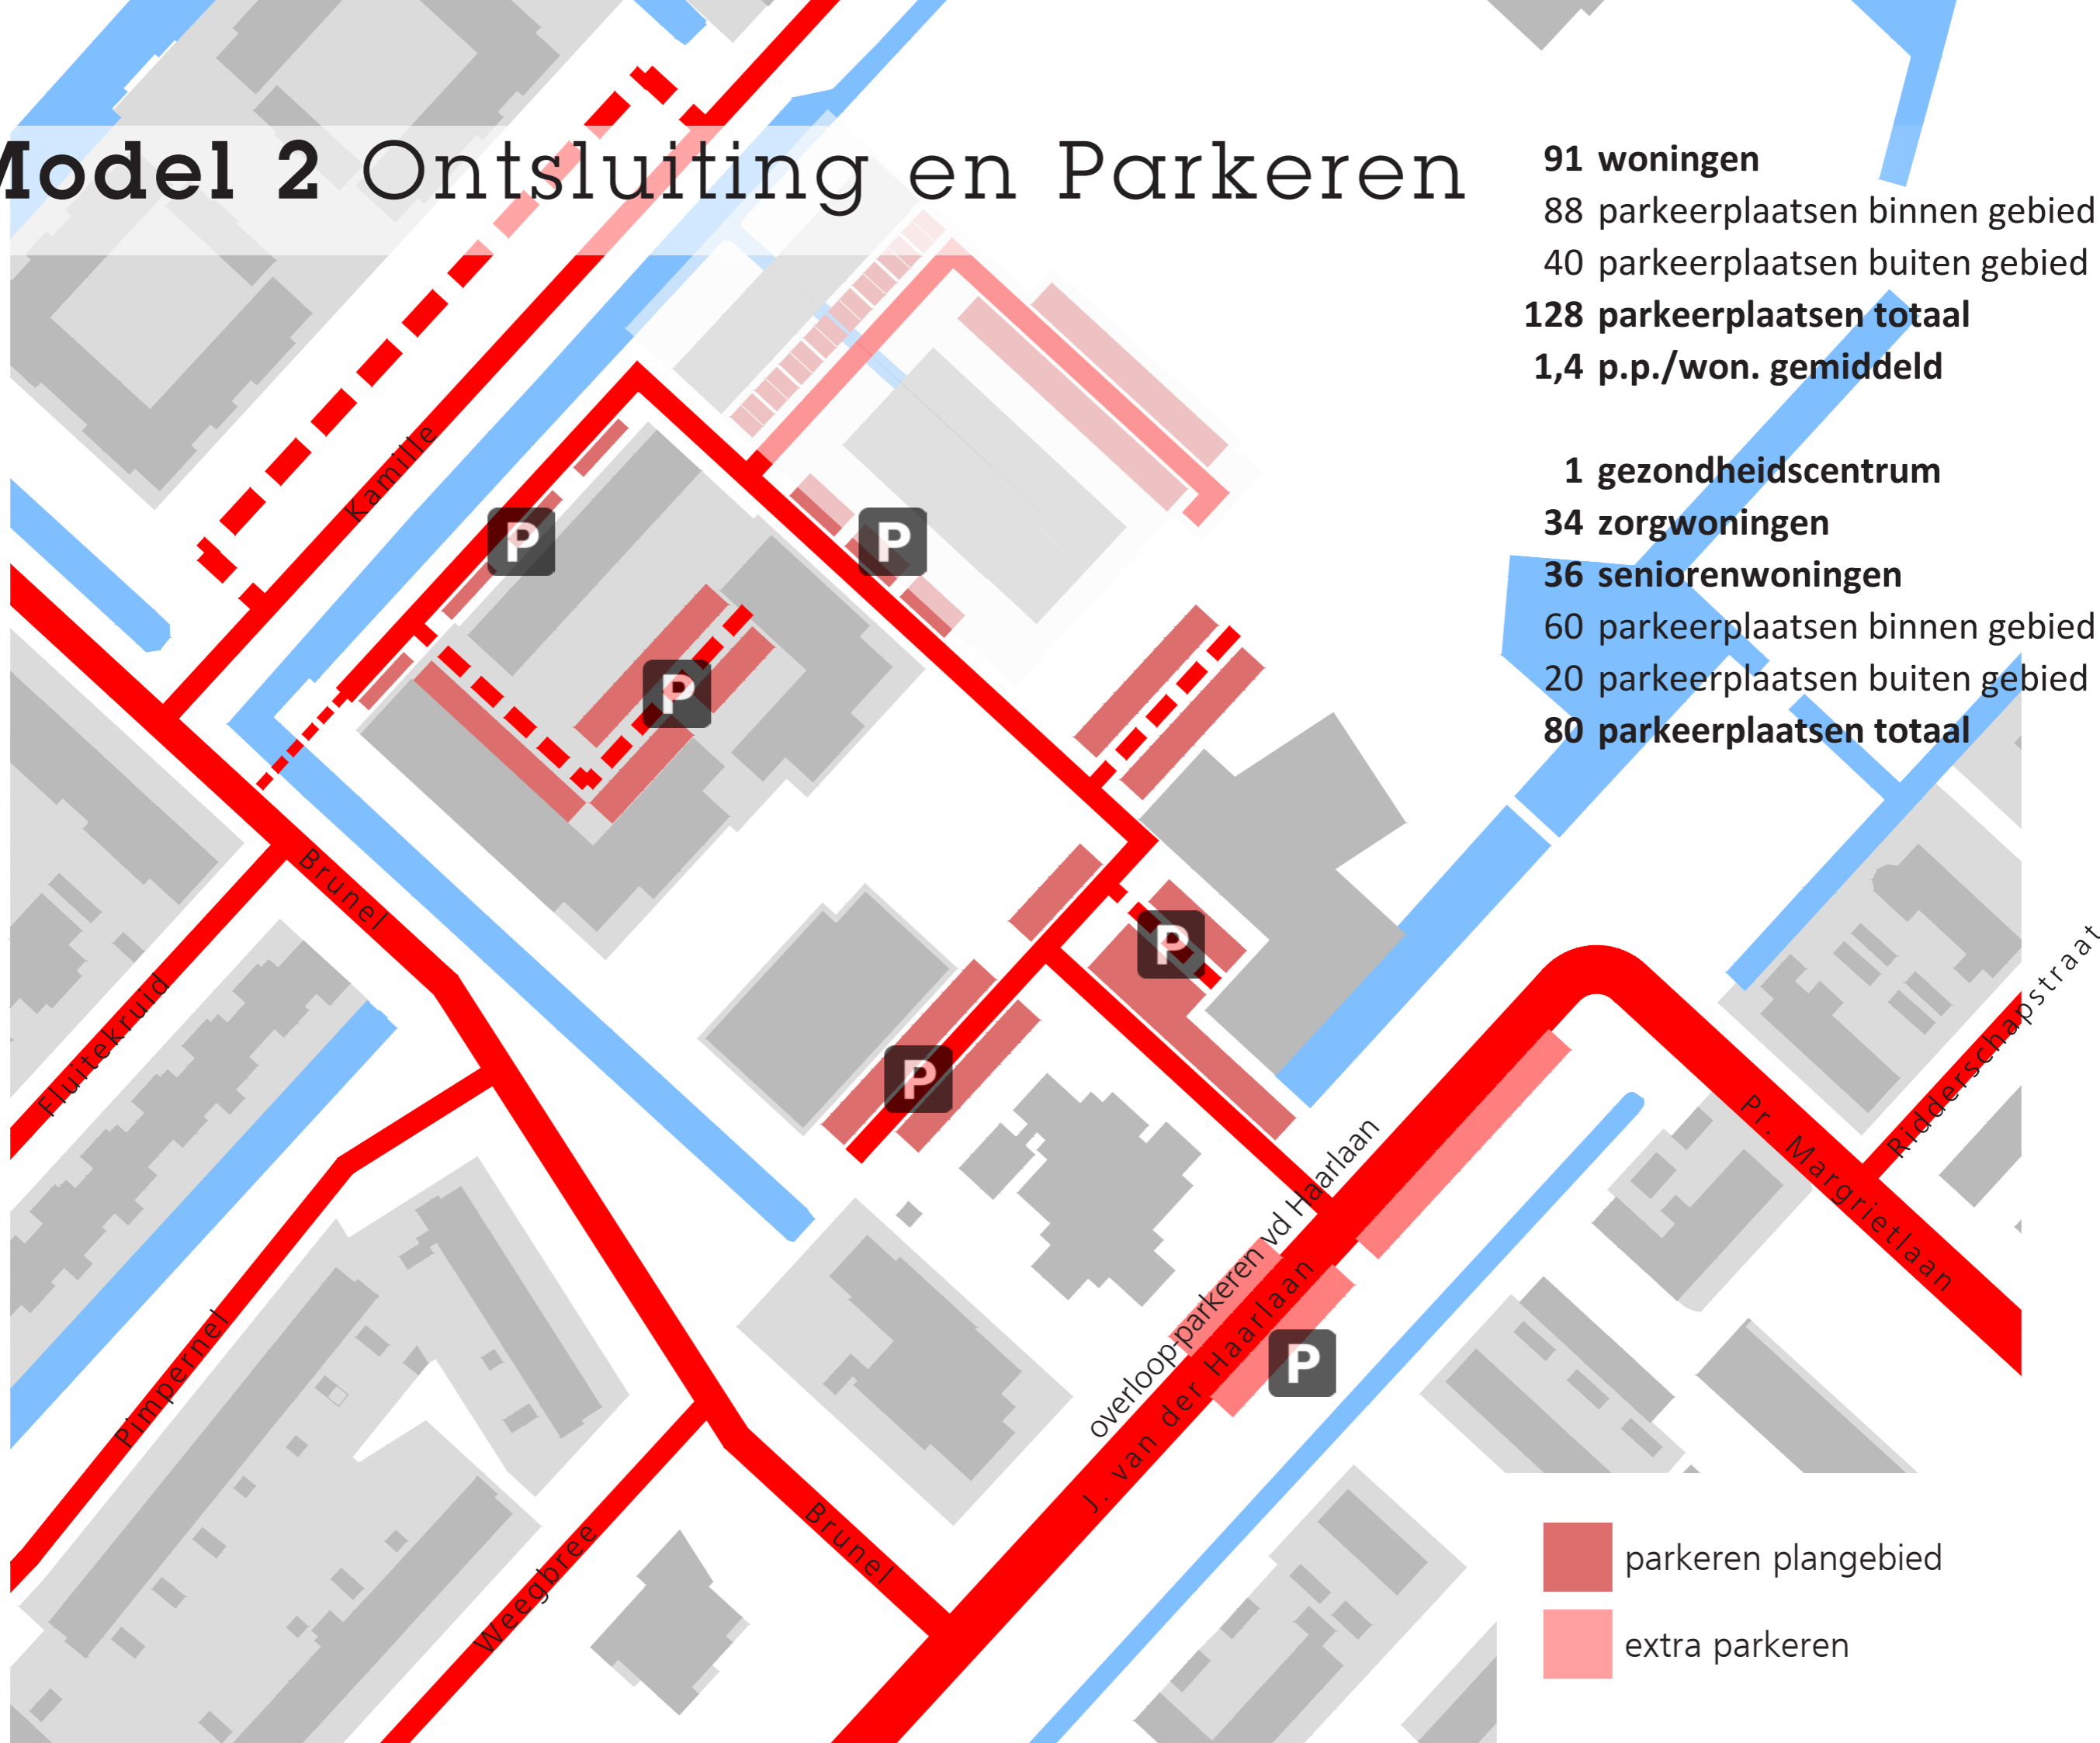 Model 2 Ontsluiting en Parkeren
91 woningen
88 parkeerplaatsen binnen gebied
40 parkeerplaatsen buiten gebied
128 parkeerplaatsen totaal
1,4 p.p./won. gemiddeld
1 gezondheidscentrum
34 zorgwoningen
36 seniorenwoningen
60 parkeerplaatsen binnen gebied
20 parkeerplaatsen buiten gebied
80 parkeerplaatsen totaal
Kamille
P
P
P
Brunel
P
Fluitekruid
P
Ridderschapstraat
Pr. Margrietlaan
overloop-parkeren vd Haarlaan
J. van der Haarlaan
P
Pimpernel
Weegbree
Brunel
parkeren plangebied
extra parkeren